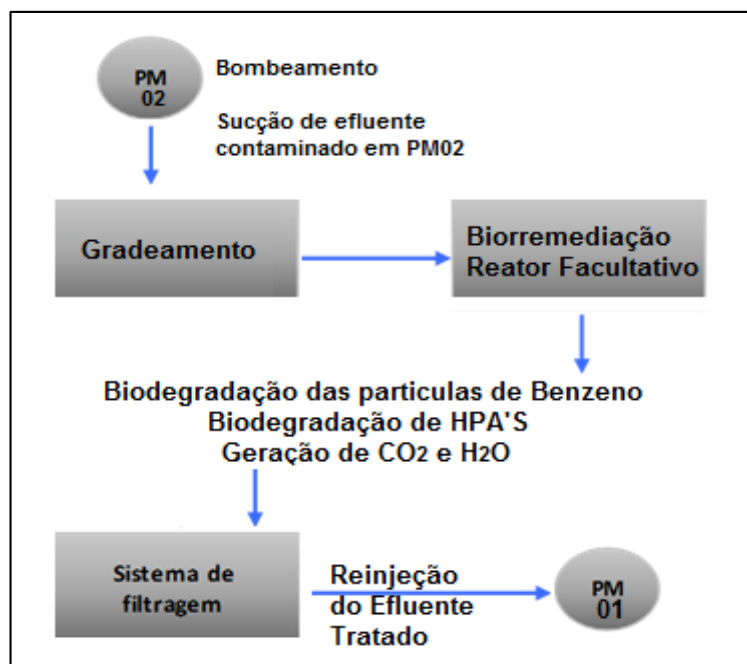 PM
02
Bombeamento
Sucção de efluente
contaminado em PM02
Gradeamento
Biorremediação
Reator Facultativo
Biodegradação das particulas de Benzeno
Biodegradação de HPA'S
Geração de CO2 e H2O
Sistema de
filtragem
Reinjeção
do Efluente
Tratado
PM
01